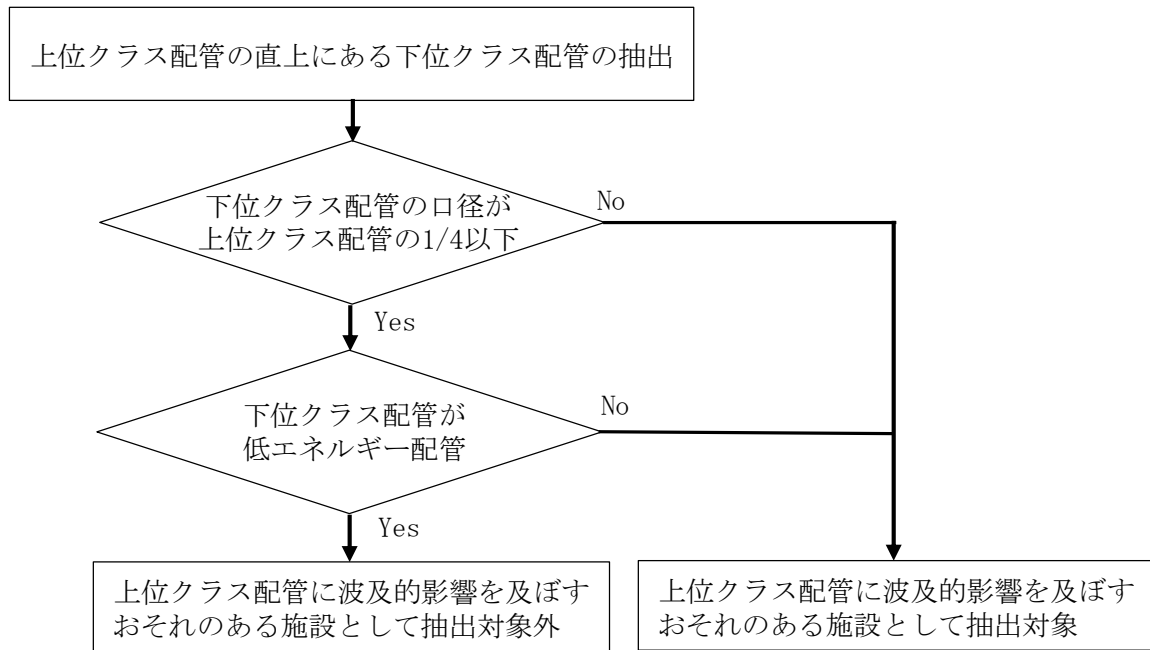 上位クラス配管の直上にある下位クラス配管の抽出
下位クラス配管の口径が
上位クラス配管の1/4以下
No
Yes
下位クラス配管が
低エネルギー配管
No
Yes
上位クラス配管に波及的影響を及ぼす
おそれのある施設として抽出対象外
上位クラス配管に波及的影響を及ぼす
おそれのある施設として抽出対象